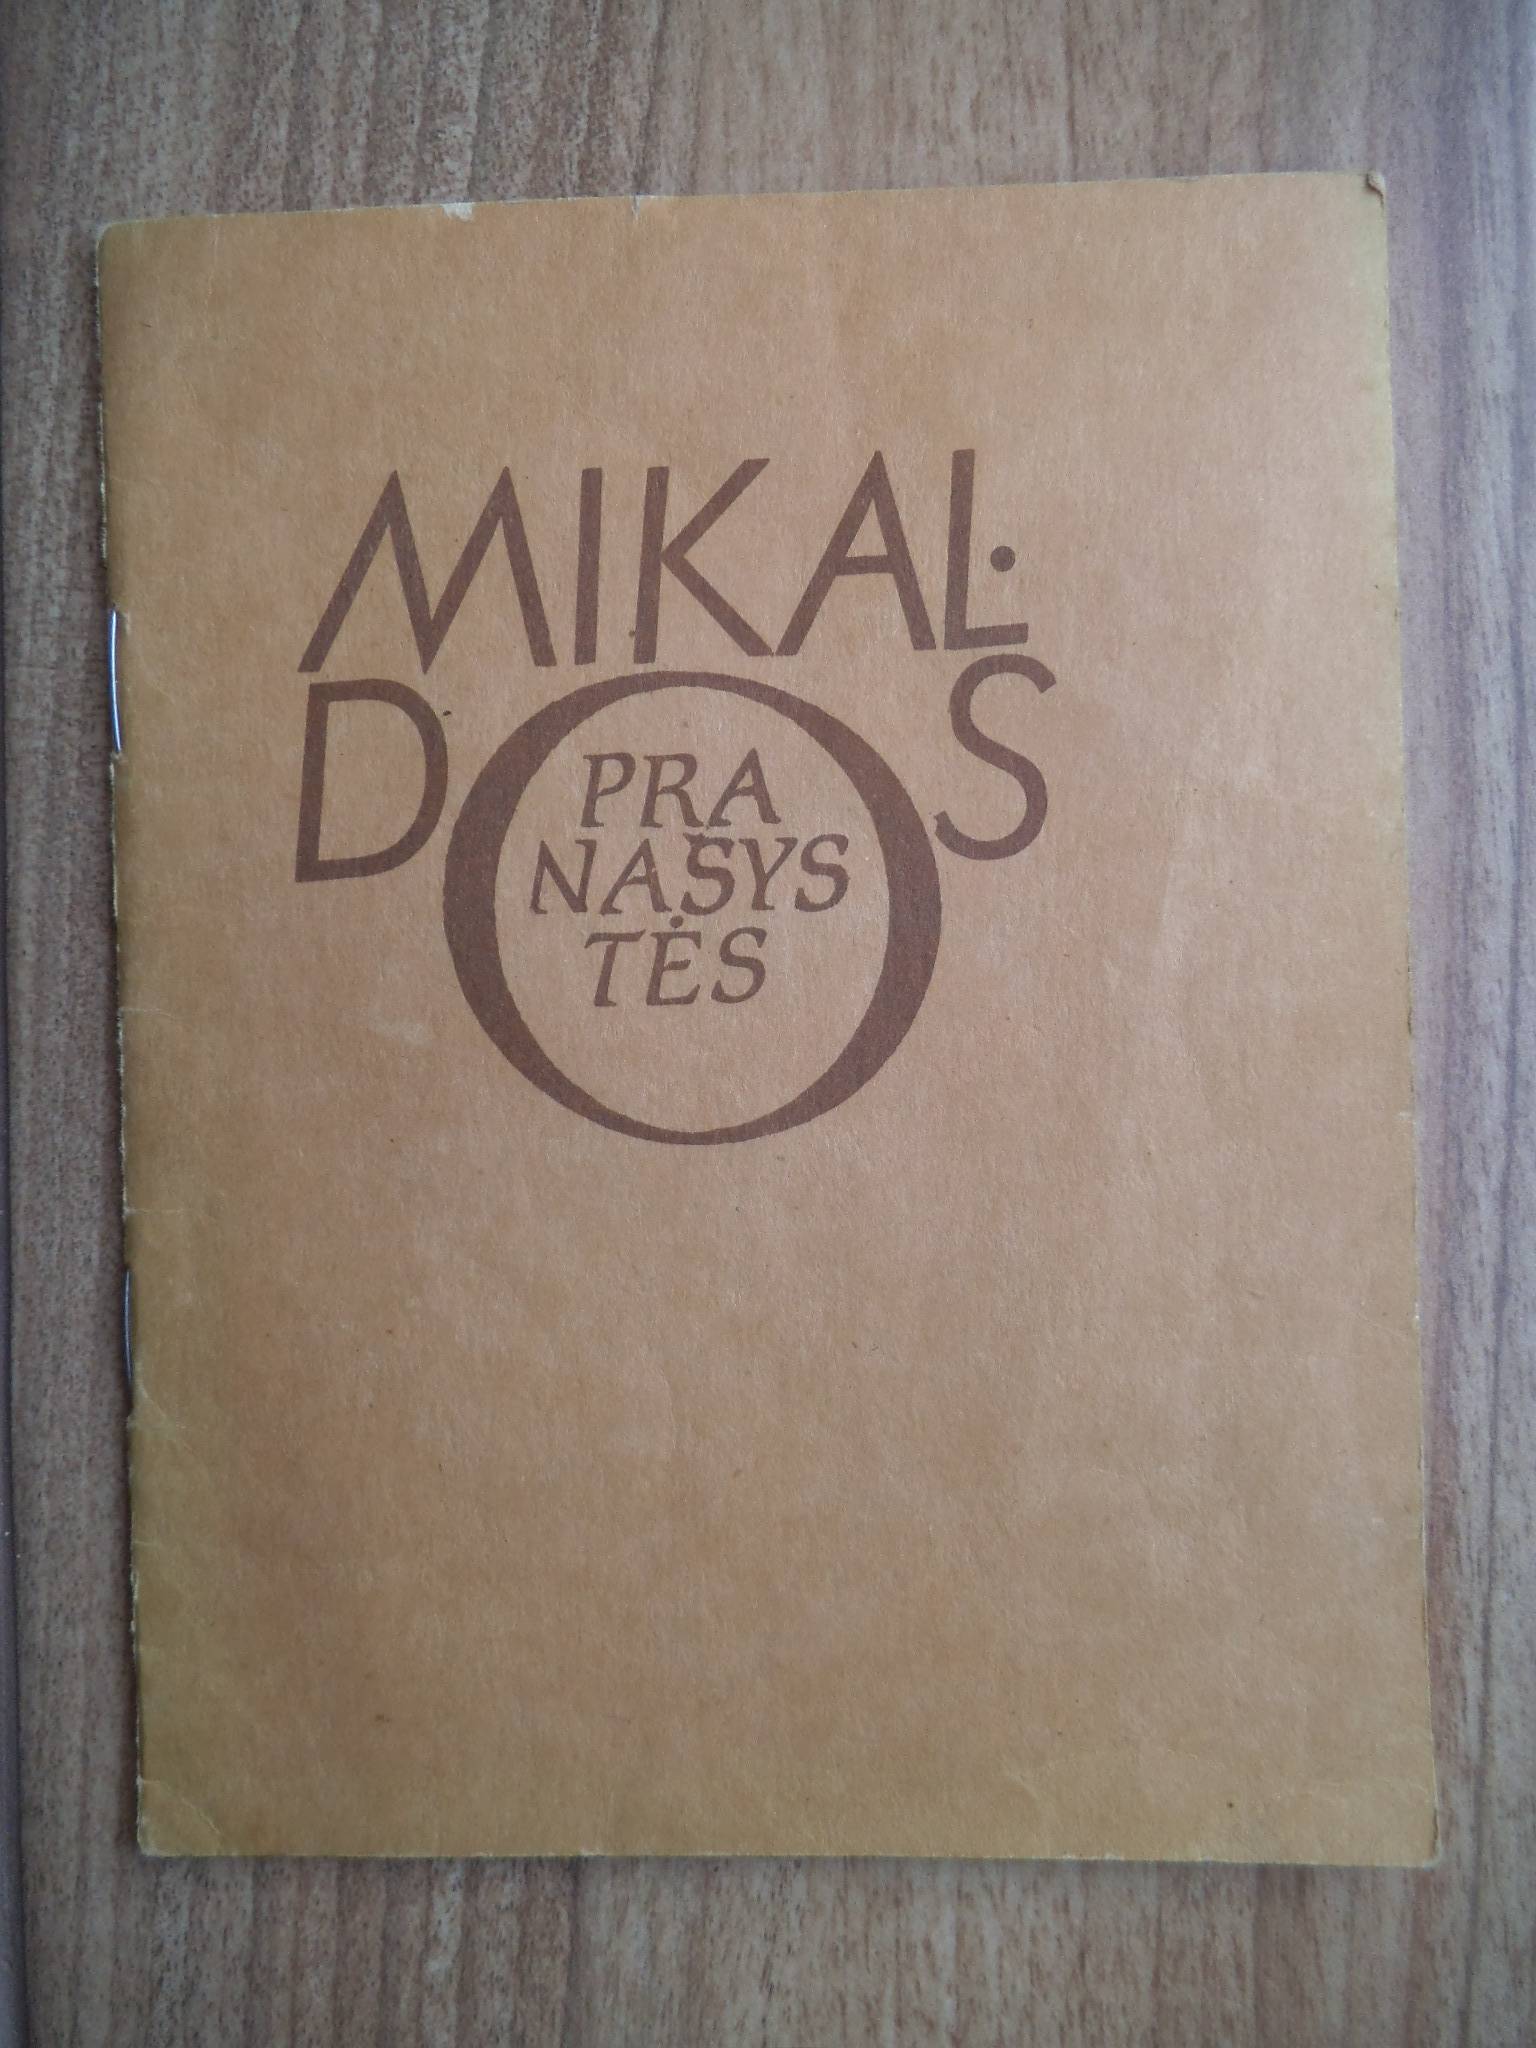 MIKAL·
DOS
PRA
NAŠYS
TĖS